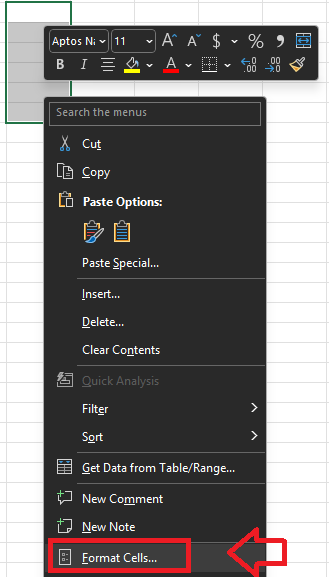 Aptos Na 11 A A $ % ,
B I A .00 .00
Search the menus
Cut
Copy
Paste Options:
Paste Special...
Insert...
Delete...
Clear Contents
Quick Analysis
Filter
Sort
Get Data from Table/Range...
New Comment
New Note
Format Cells...